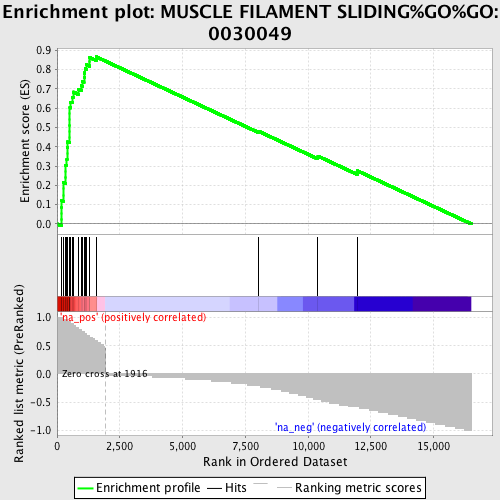 Enrichment plot: MUSCLE FILAMENT SLIDING%GO%GO:
0030049
Enrichment score (ES)
0.9
0.8
0.7
0.6
0.5
0.4
0.3
0.2
0.1
0.0
Ranked list metric (PreRanked)
1.0
0.5
0.0
-0.5
-1.0
'na_pos' (positively correlated)
Zero cross at 1916
'na_neg' (negatively correlated)
0
2,500
5,000
7,500
10,000
12,500
15,000
Rank in Ordered Dataset
Enrichment profile
Hits
Ranking metric scores